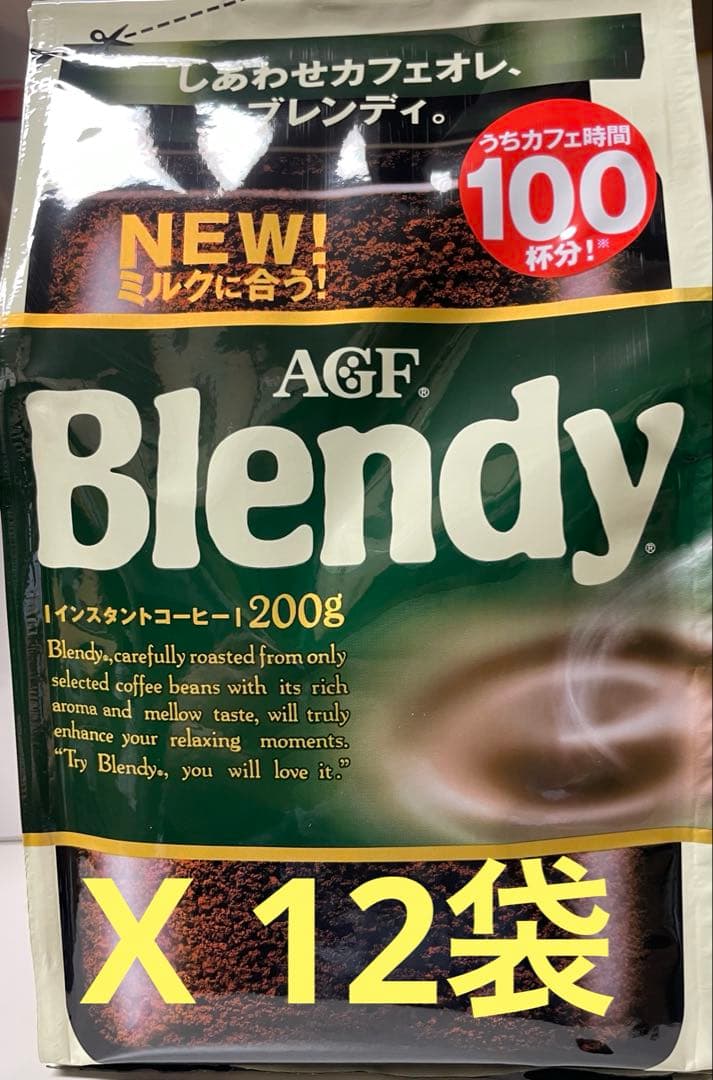 しあわせカフェオレ、
ブレンディ。
うちカフェ時間
100
杯分!※
NEW!
ミルクに合う!
AGF®
Blendy®
|インスタントコーヒー| 200g
Blendy®, carefully roasted from only
selected coffee beans with its rich
aroma and mellow taste, will truly
enhance your relaxing moments.
“Try Blendy®, you will love it.”
X 12袋